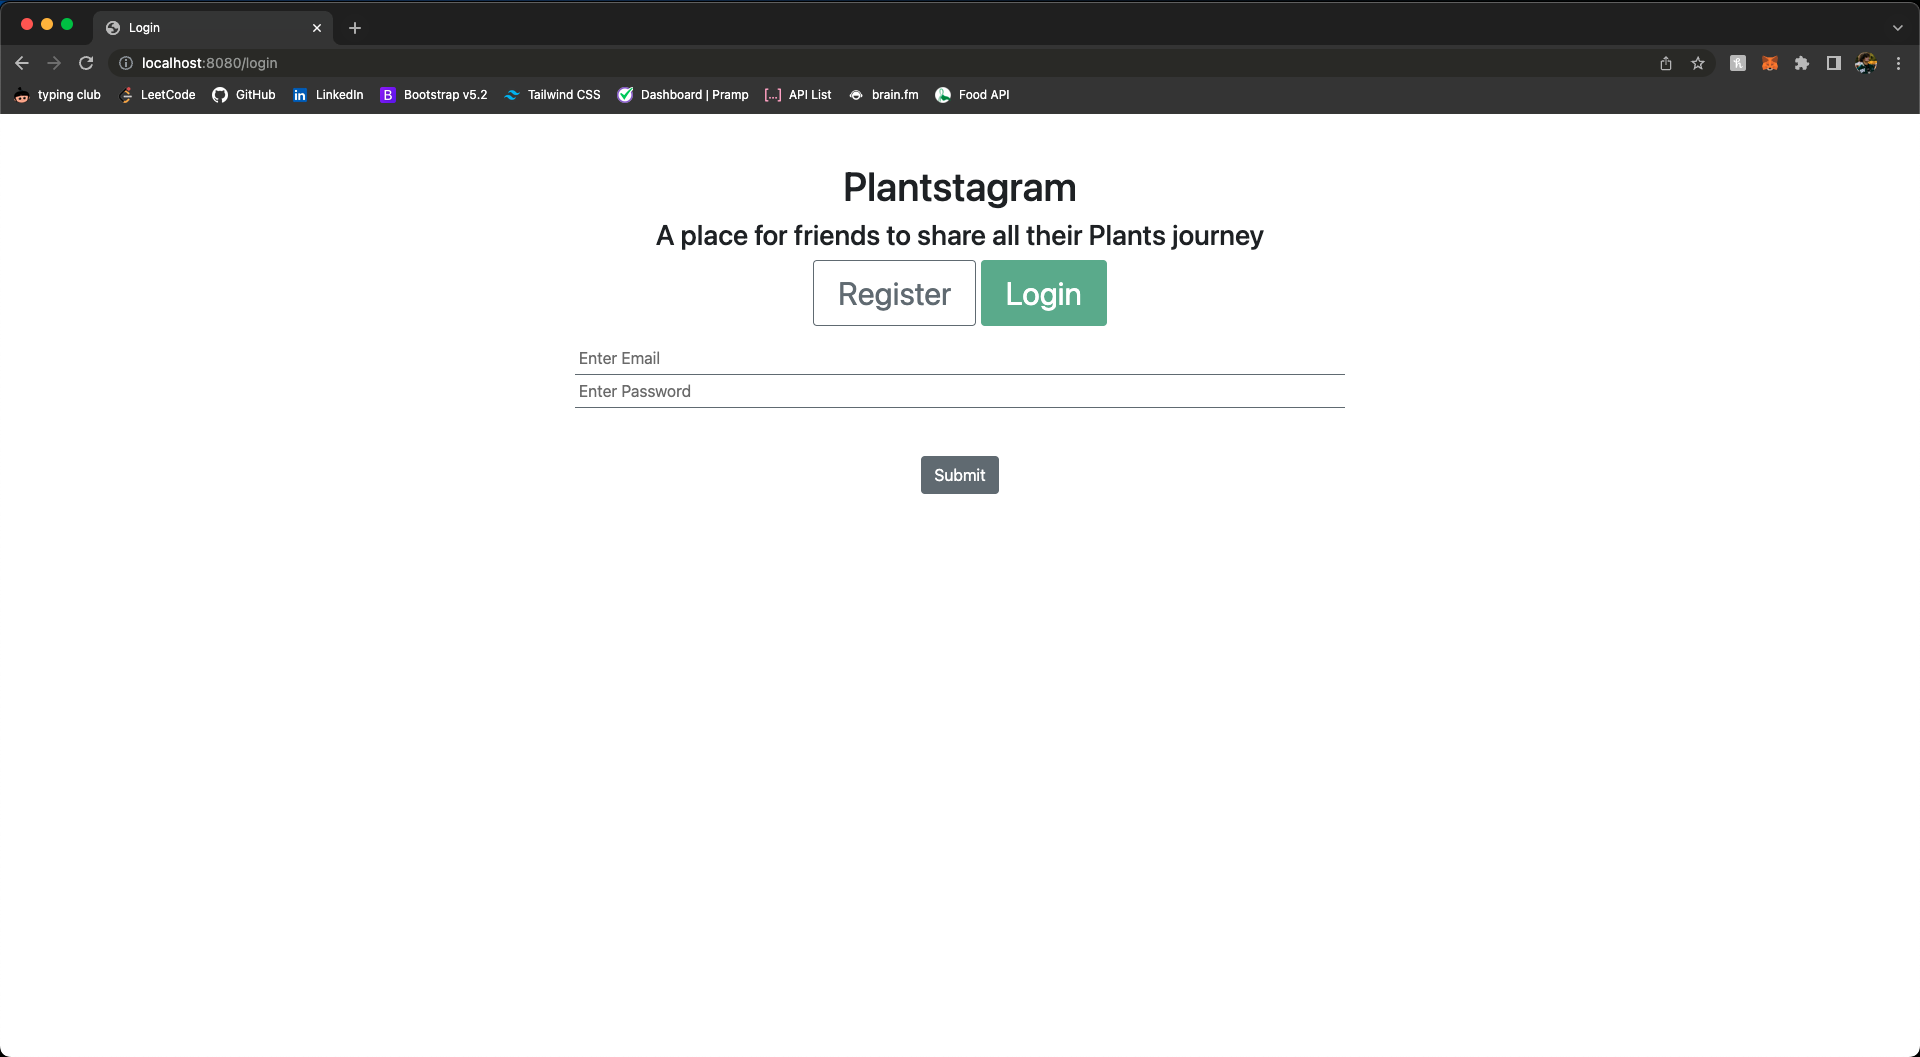 Login
localhost:8080/login
typing club LeetCode GitHub LinkedIn Bootstrap v5.2 Tailwind CSS Dashboard | Pramp API List brain.fm Food API
Plantstagram
A place for friends to share all their Plants journey
Register Login
Enter Email
Enter Password
Submit